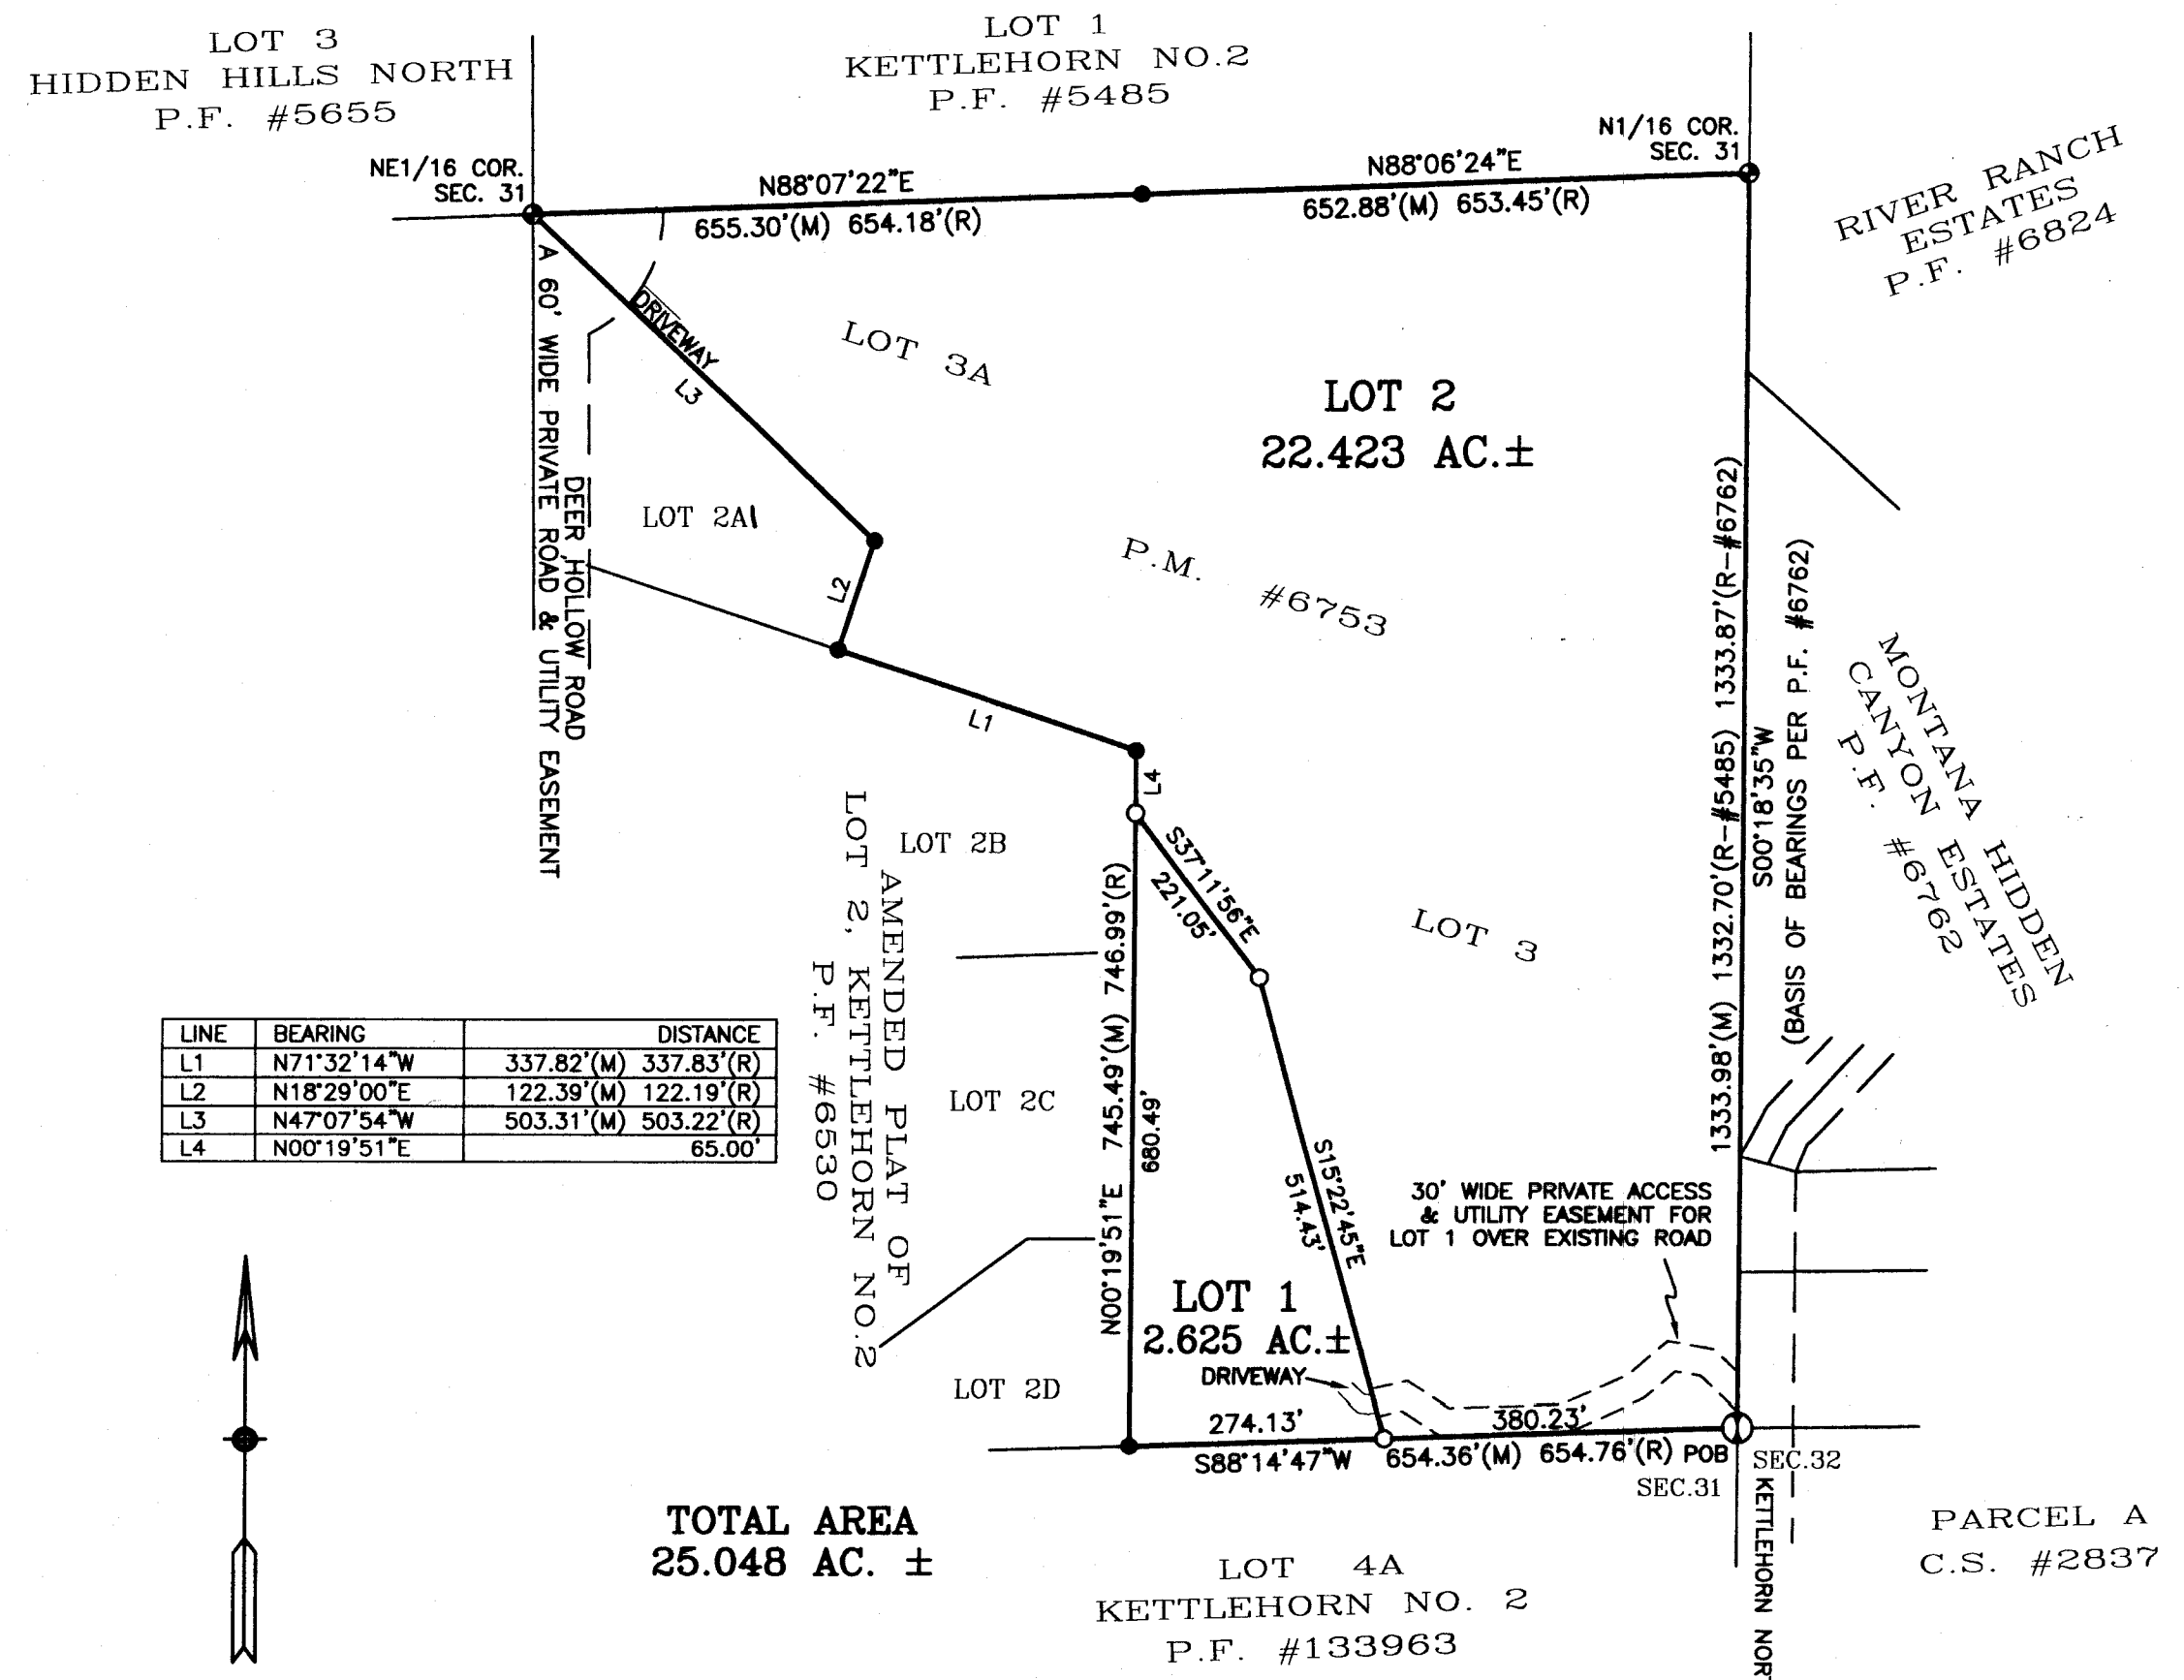 LOT 3
HIDDEN HILLS NORTH
P.F. #5655
LOT 1
KETTLEHORN NO.2
P.F. #5485
N1/16 COR.
SEC. 31
RIVER RANCH
ESTATES
P.F. #6824
NE1/16 COR.
SEC. 31
N88°07'22"E
655.30'(M) 654.18'(R)
N88°06'24"E
652.88'(M) 653.45'(R)
A 60' WIDE PRIVATE ROAD & UTILITY EASEMENT
DEER HOLLOW ROAD
DRIVEWAY
L3
LOT 3A
LOT 2
22.423 AC.±
LOT 2A1
L2
P.M. #6753
L1
L4
1333.98'(M) 1332.70'(R-#5485) 1333.87'(R-#6762)
S00°18'35"W
(BASIS OF BEARINGS PER P.F. #6762)
MONTANA HIDDEN
CANYON ESTATES
P.F. #6762
LOT 2B
AMENDED PLAT OF
LOT 2, KETTLEHORN NO.2
P.F. #6530
S37°11'56"E
221.05'
LOT 3
N00°19'51"E 745.49'(M) 746.99'(R)
680.49'
LINE BEARING DISTANCE
L1 N71°32'14"W 337.82'(M) 337.83'(R)
L2 N18°29'00"E 122.39'(M) 122.19'(R)
L3 N47°07'54"W 503.31'(M) 503.22'(R)
L4 N00°19'51"E 65.00'
LOT 2C
S15°22'45"E
514.43'
30' WIDE PRIVATE ACCESS
& UTILITY EASEMENT FOR
LOT 1 OVER EXISTING ROAD
LOT 1
2.625 AC.±
DRIVEWAY
LOT 2D
274.13'
380.23'
S88°14'47"W 654.36'(M) 654.76'(R) POB
SEC.32
SEC.31
KETTLEHORN NOR
TOTAL AREA
25.048 AC. ±
LOT 4A
KETTLEHORN NO. 2
P.F. #133963
PARCEL A
C.S. #2837